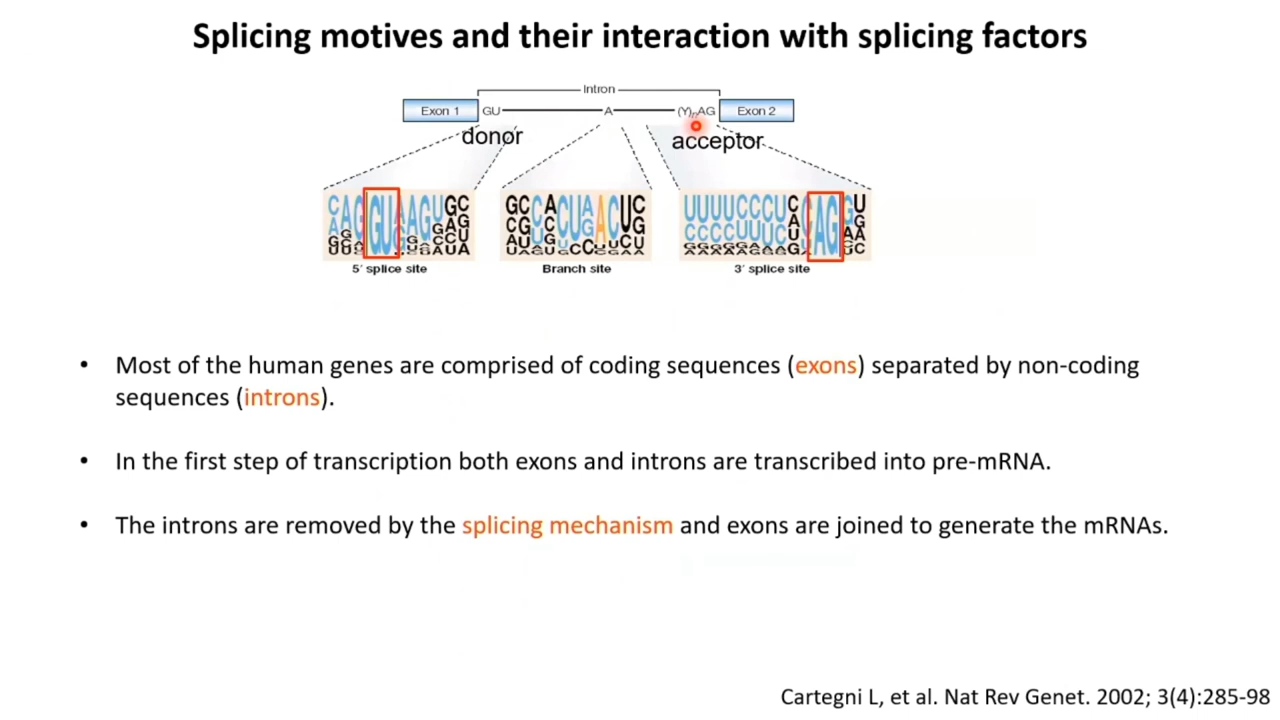 Splicing motives and their interaction with splicing factors
Intron
Exon 1 GU A (Y)nAG Exon 2
donor acceptor
5′ splice site Branch site 3′ splice site
• Most of the human genes are comprised of coding sequences (exons) separated by non-coding
sequences (introns).
• In the first step of transcription both exons and introns are transcribed into pre-mRNA.
• The introns are removed by the splicing mechanism and exons are joined to generate the mRNAs.
Cartegni L, et al. Nat Rev Genet. 2002; 3(4):285-98